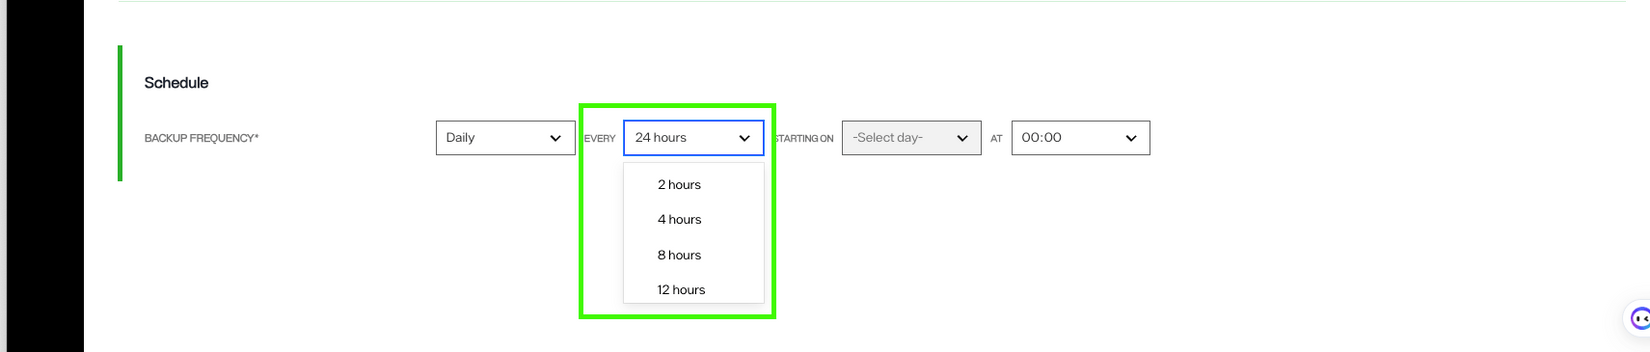 Schedule
BACKUP FREQUENCY* Daily EVERY 24 hours STARTING ON -Select day- AT 00:00
2 hours
4 hours
8 hours
12 hours